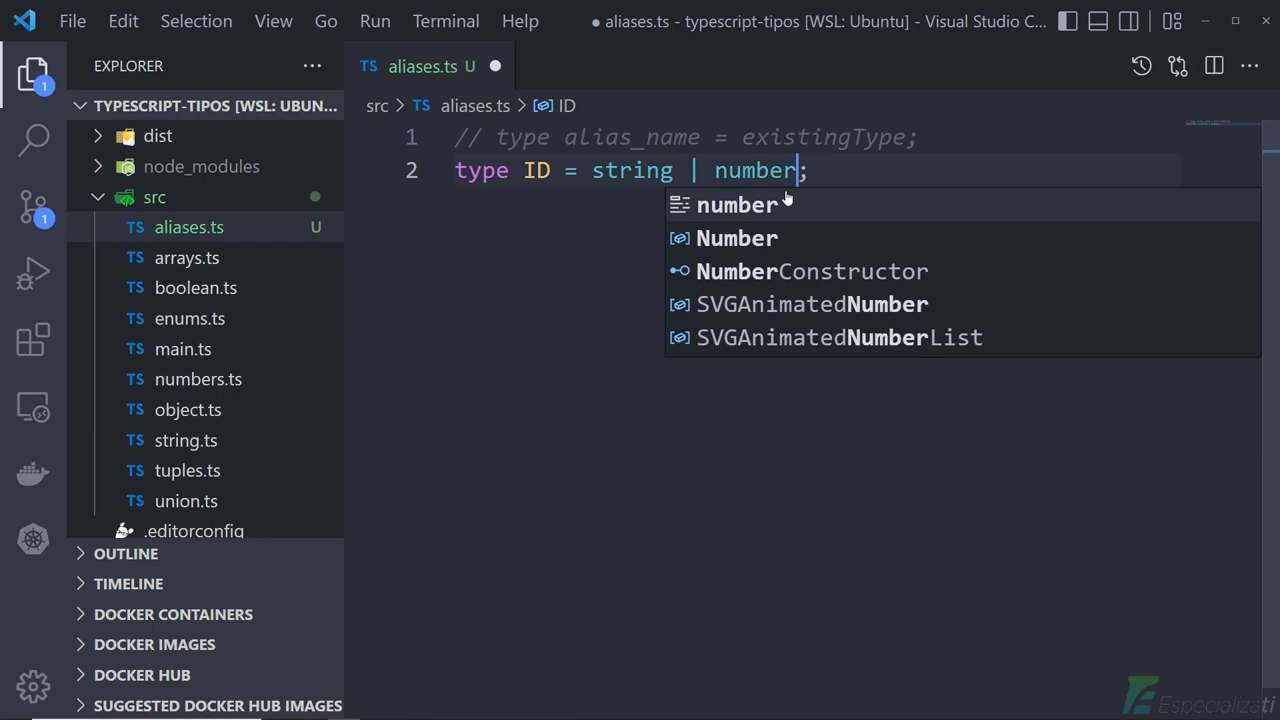 File Edit Selection View Go Run Terminal Help ● aliases.ts - typescript-tipos [WSL: Ubuntu] - Visual Studio C...
EXPLORER
TYPESCRIPT-TIPOS [WSL: UBUN...
dist
node_modules
src
TS aliases.ts U
TS arrays.ts
TS boolean.ts
TS enums.ts
TS main.ts
TS numbers.ts
TS object.ts
TS string.ts
TS tuples.ts
TS union.ts
.editorconfig
OUTLINE
TIMELINE
DOCKER CONTAINERS
DOCKER IMAGES
DOCKER HUB
SUGGESTED DOCKER HUB IMAGES
1
1
TS aliases.ts U
src > TS aliases.ts > ID
1 // type alias_name = existingType;
2 type ID = string | number;
number
Number
NumberConstructor
SVGAnimatedNumber
SVGAnimatedNumberList
Especializati